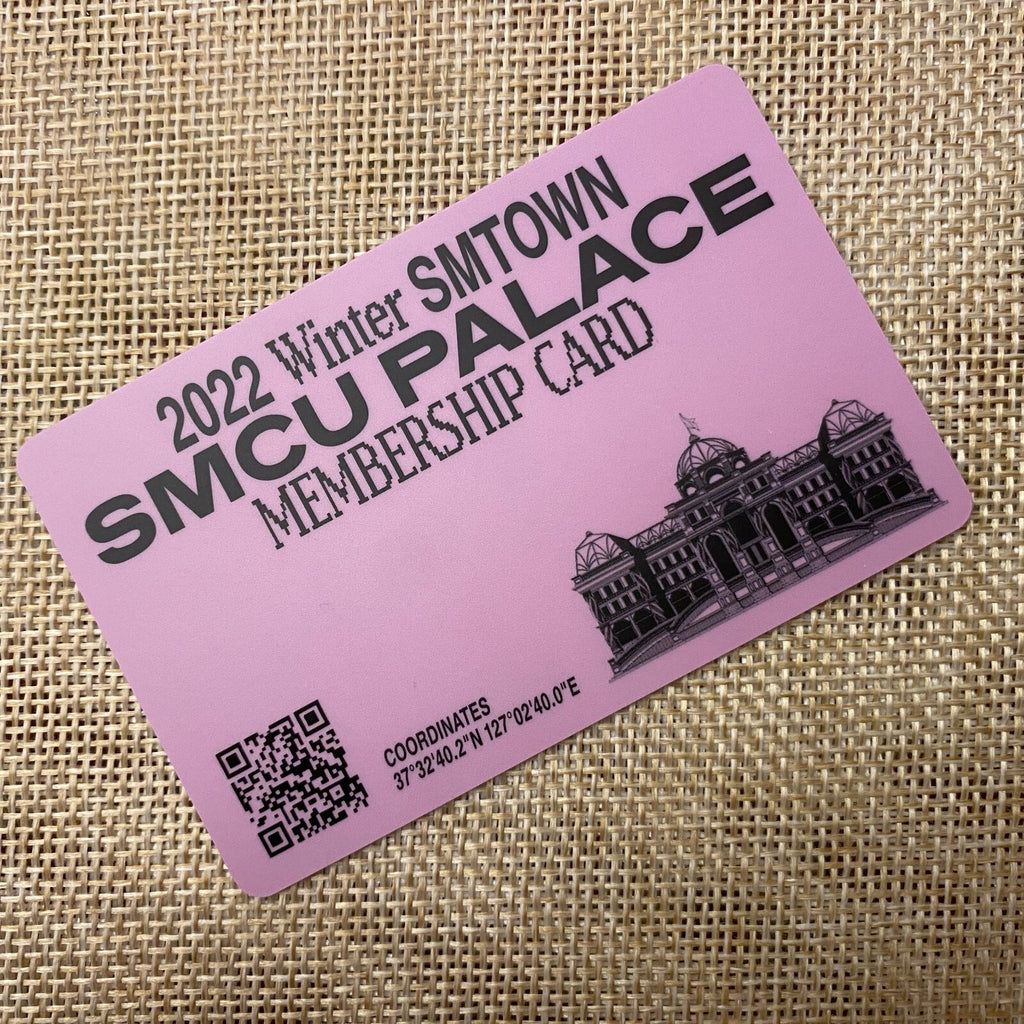 2022 Winter SMTOWN
SMCU PALACE
MEMBERSHIP CARD
COORDINATES
37°32'40.2"N 127°02'40.0"E